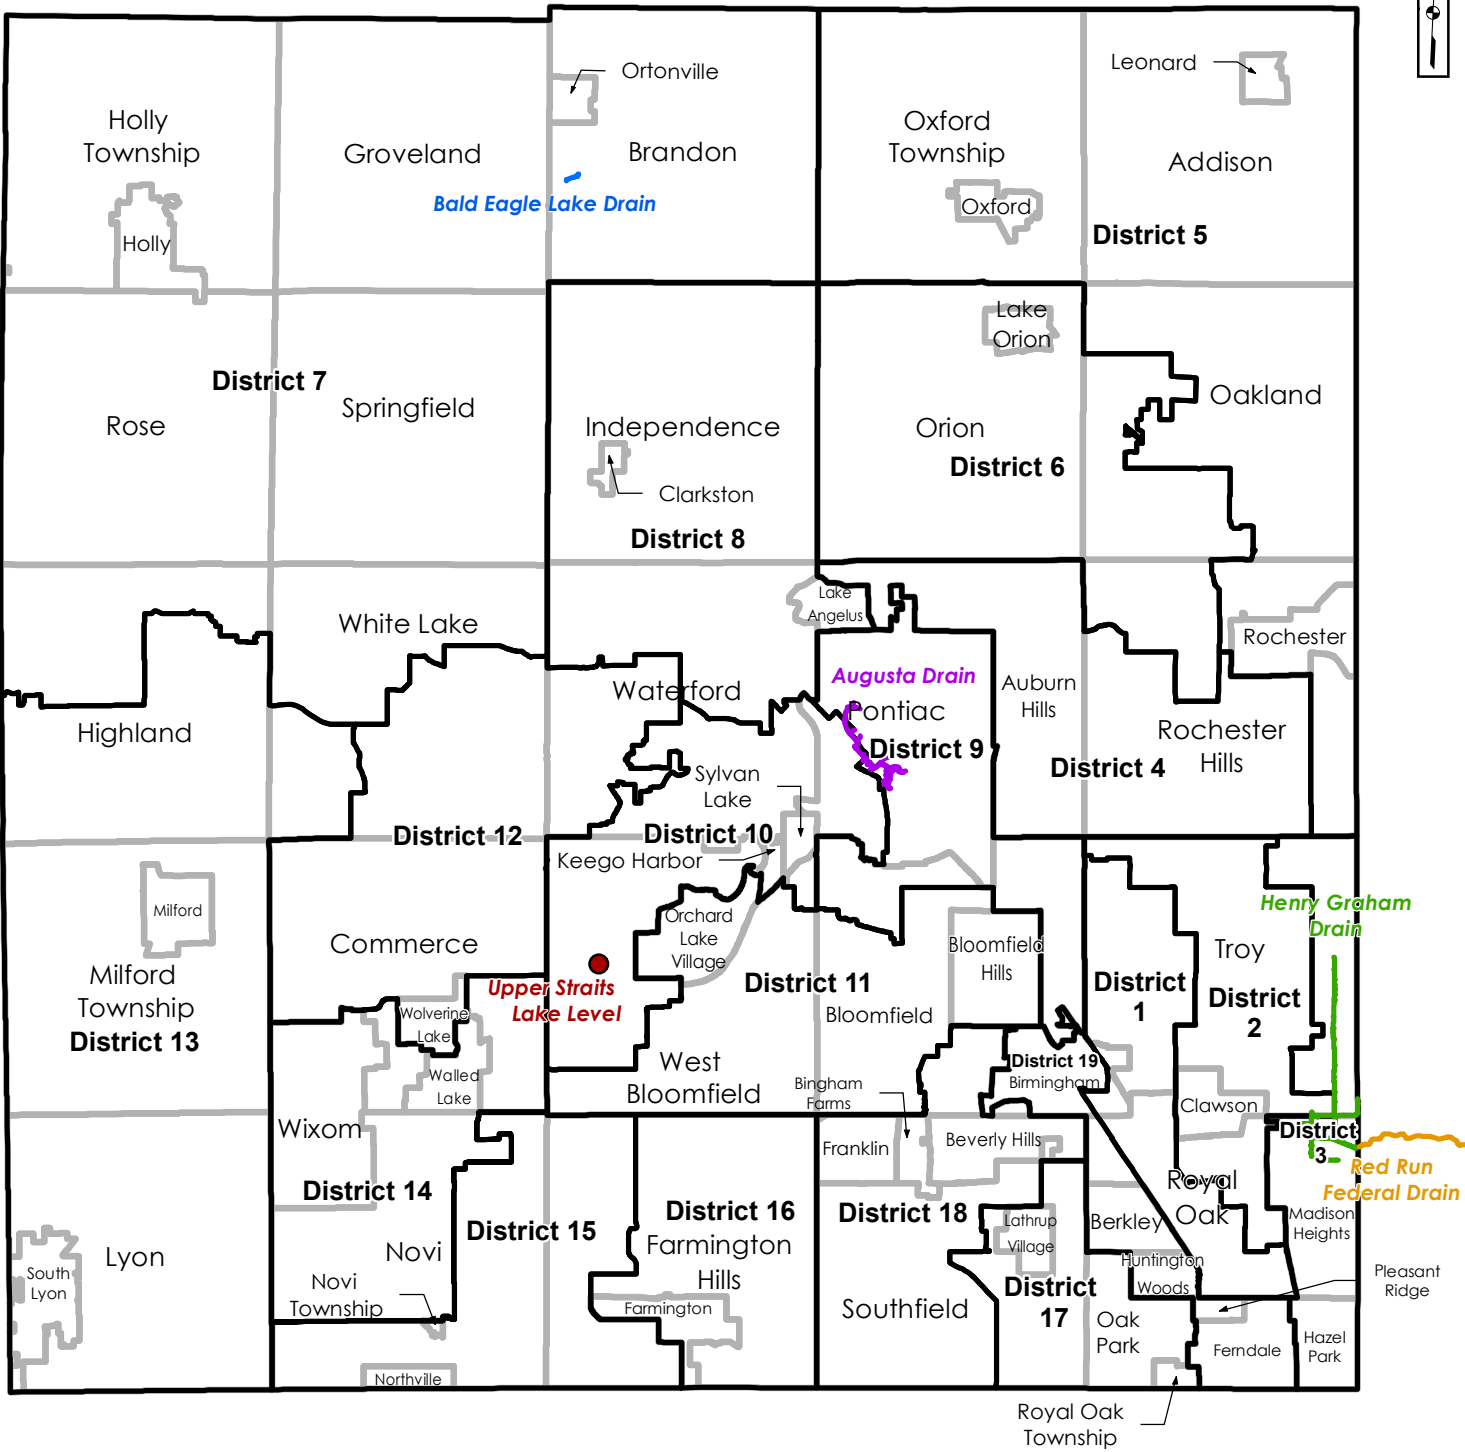 Ortonville
Leonard
Holly
Township
Groveland
Brandon
Oxford
Township
Addison
Bald Eagle Lake Drain
Oxford
Holly
District 5
Lake
Orion
District 7
Rose
Springfield
Independence
Orion
Oakland
Clarkston
District 6
District 8
Lake
Angelus
White Lake
Rochester
Augusta Drain
Waterford
Pontiac
Auburn
Hills
Highland
District 9
Rochester
Hills
District 4
Sylvan
Lake
District 12
District 10
Keego Harbor
Milford
Orchard
Lake
Village
Henry Graham
Drain
Commerce
Bloomfield
Hills
Troy
Milford
Township
District 13
Upper Straits
Lake Level
District 11
District
1
District
2
Wolverine
Lake
Bloomfield
West
Bloomfield
District 19
Birmingham
Walled
Lake
Bingham
Farms
Clawson
Wixom
Franklin
Beverly Hills
District
3
Red Run
Federal Drain
District 14
District 15
District 16
Farmington
Hills
District 18
Royal
Oak
Lathrup
Village
Berkley
Madison
Heights
Lyon
Novi
South
Lyon
Novi
Township
Farmington
Southfield
District
17
Huntington
Woods
Pleasant
Ridge
Oak
Park
Ferndale
Hazel
Park
Northville
Royal Oak
Township